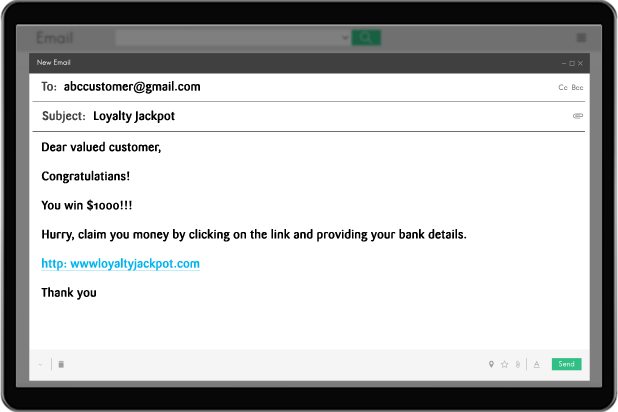 Email
New Email
To: abccustomer@gmail.com
Cc Bcc
Subject: Loyalty Jackpot
Dear valued customer,
Congratulatians!
You win $1000!!!
Hurry, claim you money by clicking on the link and providing your bank details.
http: wwwloyaltyjackpot.com
Thank you
A
Send